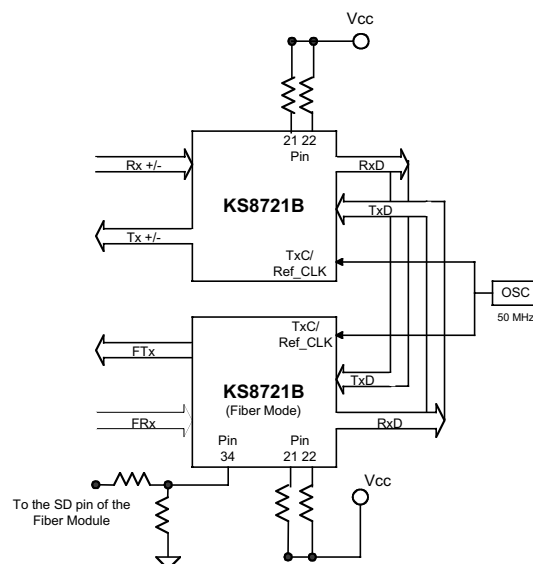 Vcc
21 22
Pin
Rx +/-
RxD
KS8721B
TxD
Tx +/-
TxC/
Ref_CLK
OSC
50 MHz
TxC/
Ref_CLK
FTx
KS8721B
TxD
(Fiber Mode)
FRx
RxD
Pin
34
Pin
21 22
Vcc
To the SD pin of the
Fiber Module